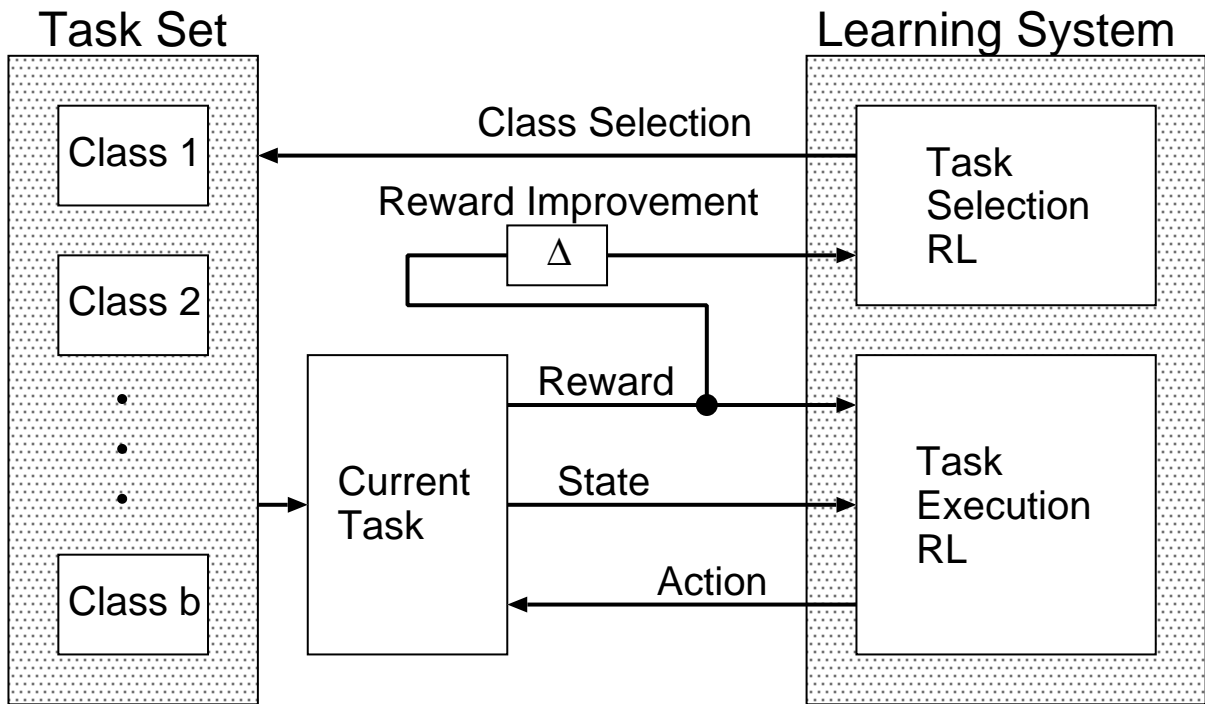 Task Set
Learning System
Class 1
Class 2
Class b
Class Selection
Reward Improvement
Δ
Current
Task
Reward
State
Action
Task
Selection
RL
Task
Execution
RL